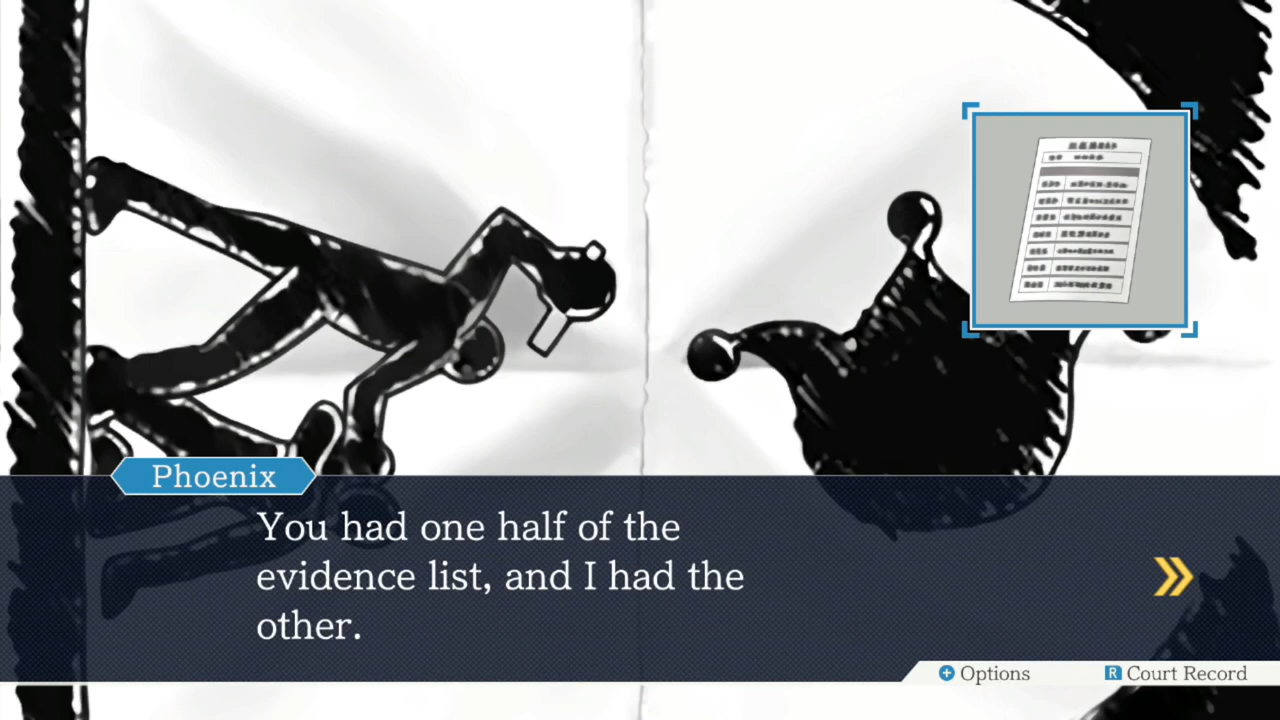 Phoenix
You had one half of the
evidence list, and I had the
other.
+ Options
R Court Record